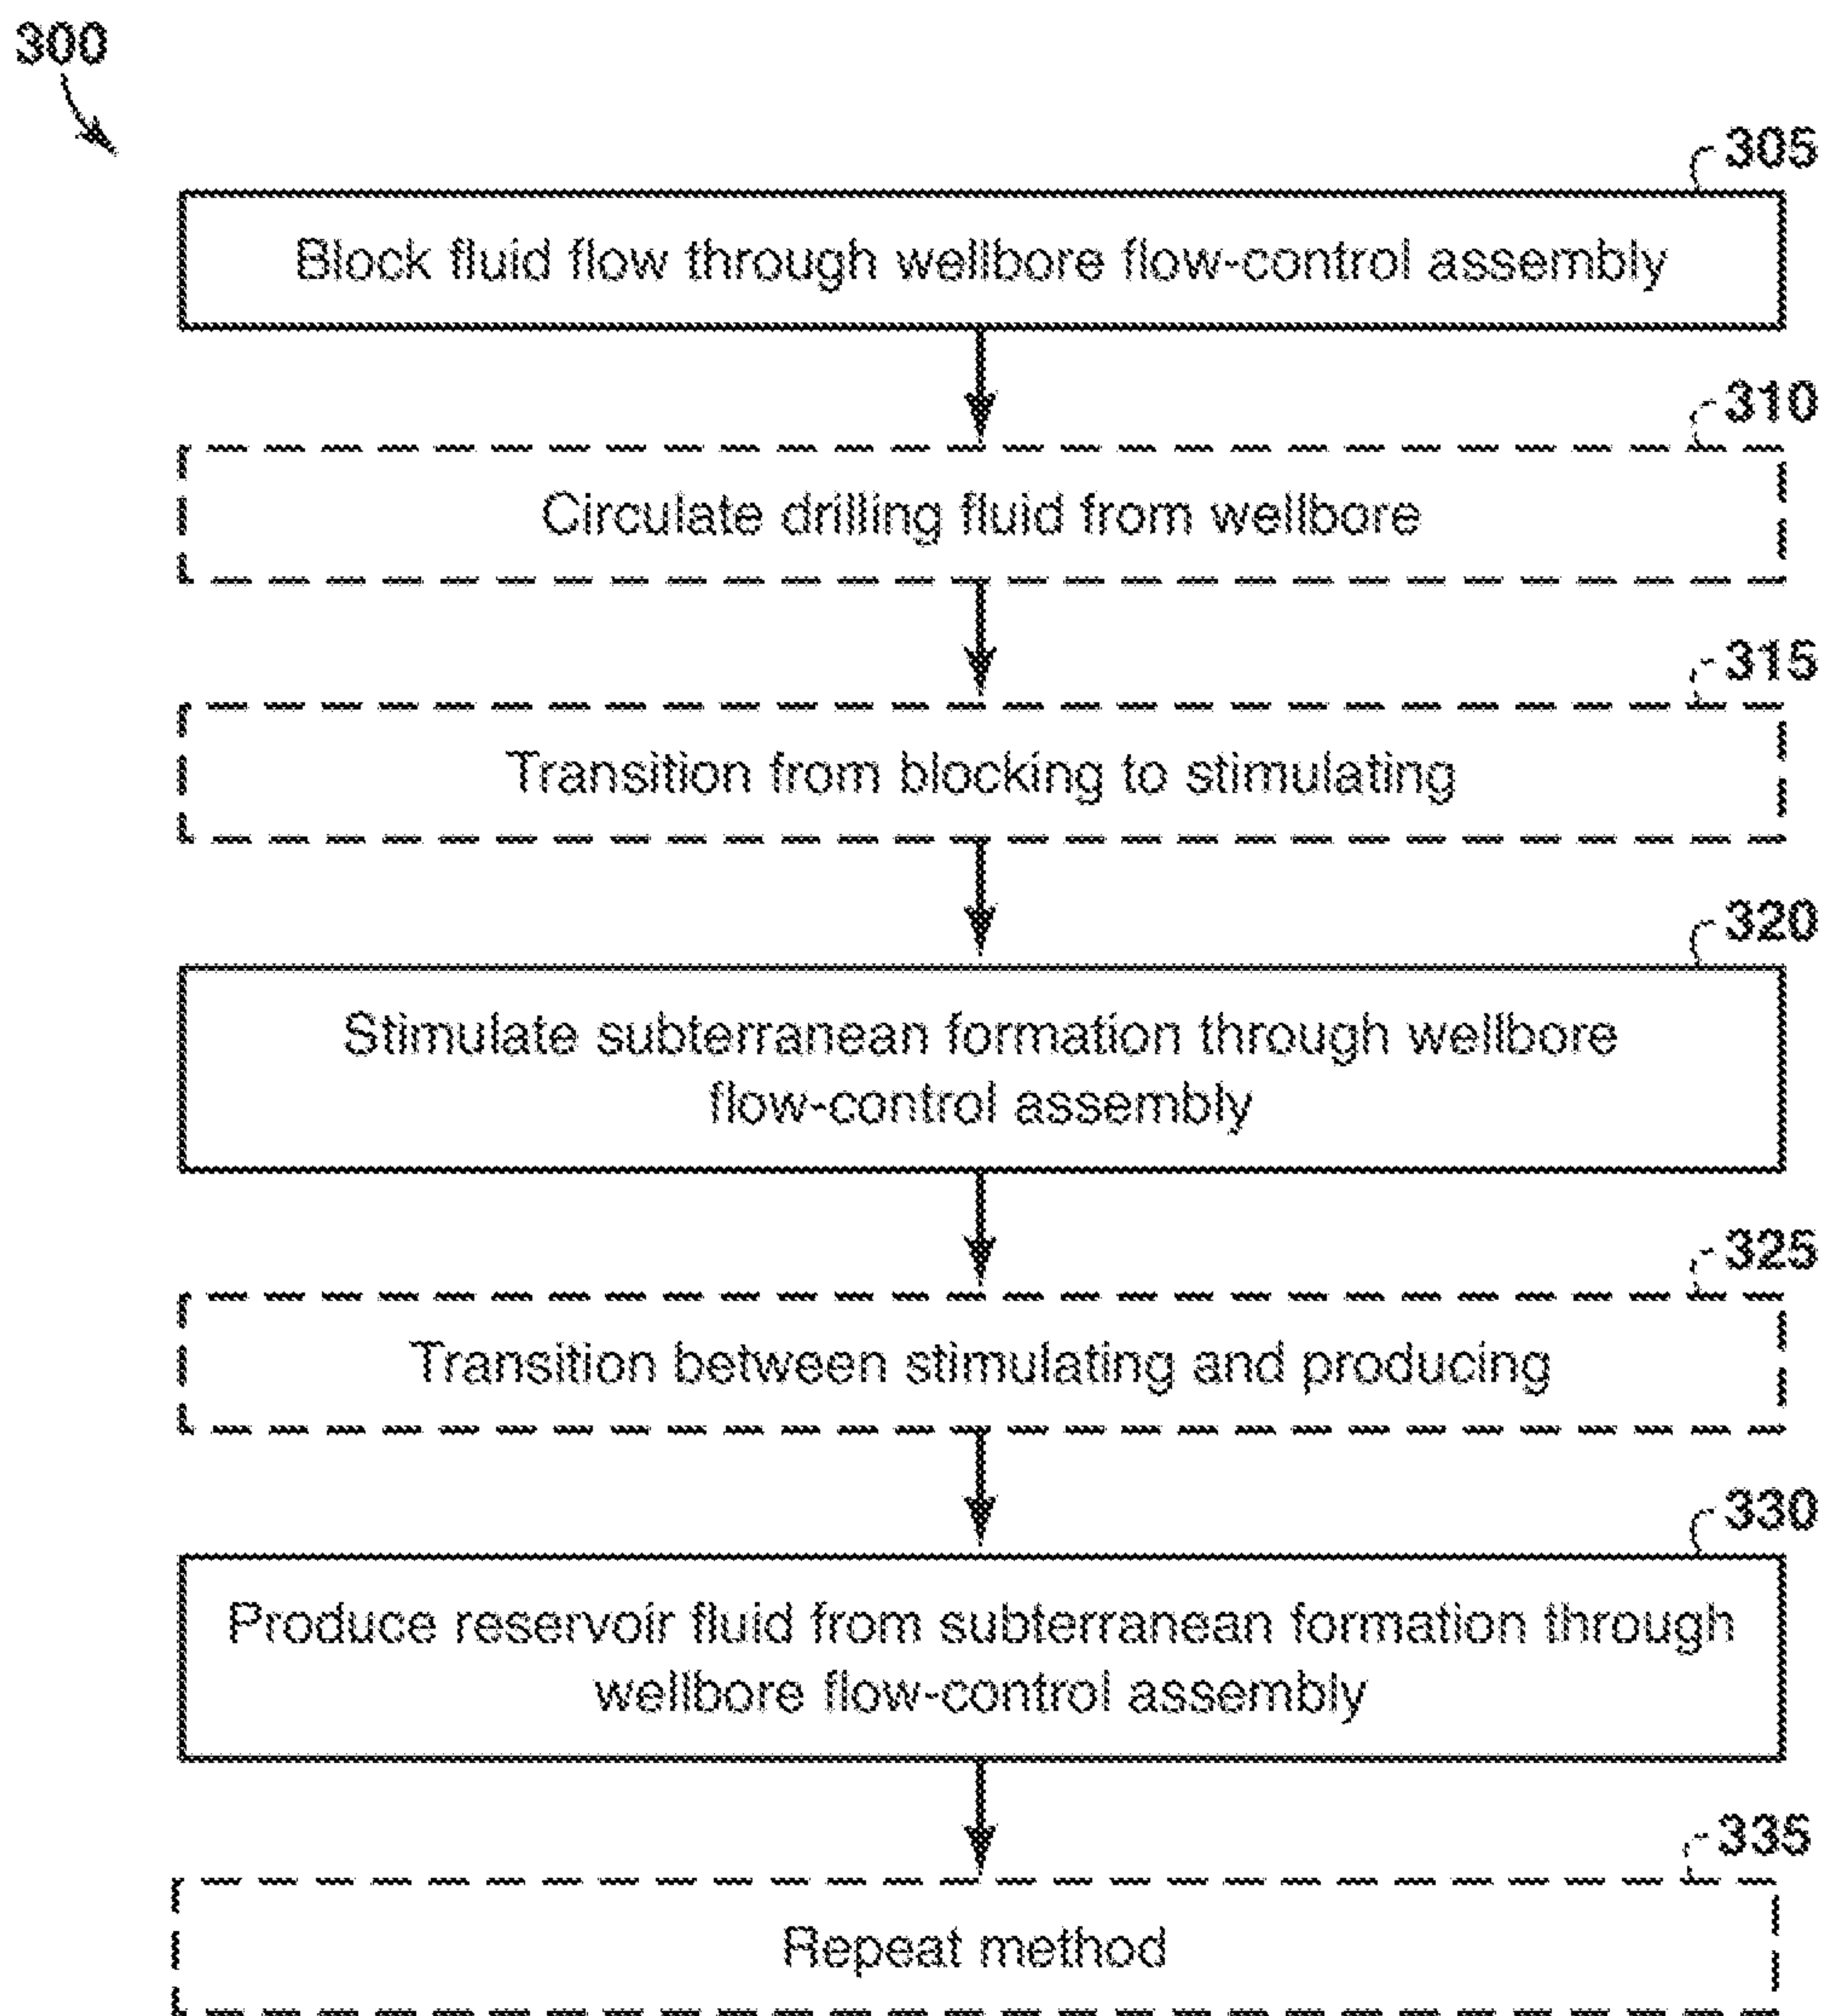 300
305
Block fluid flow through wellbore flow-control assembly
310
Circulate drilling fluid from wellbore
315
Transition from blocking to stimulating
320
Stimulate subterranean formation through wellbore
flow-control assembly
325
Transition between stimulating and producing
330
Produce reservoir fluid from subterranean formation through
wellbore flow-control assembly
335
Repeat method